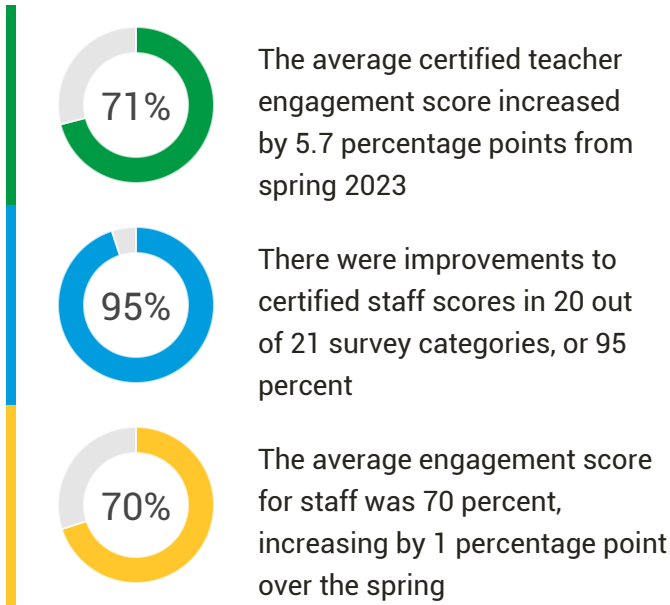 71%
The average certified teacher
engagement score increased
by 5.7 percentage points from
spring 2023
95%
There were improvements to
certified staff scores in 20 out
of 21 survey categories, or 95
percent
70%
The average engagement score
for staff was 70 percent,
increasing by 1 percentage point
over the spring